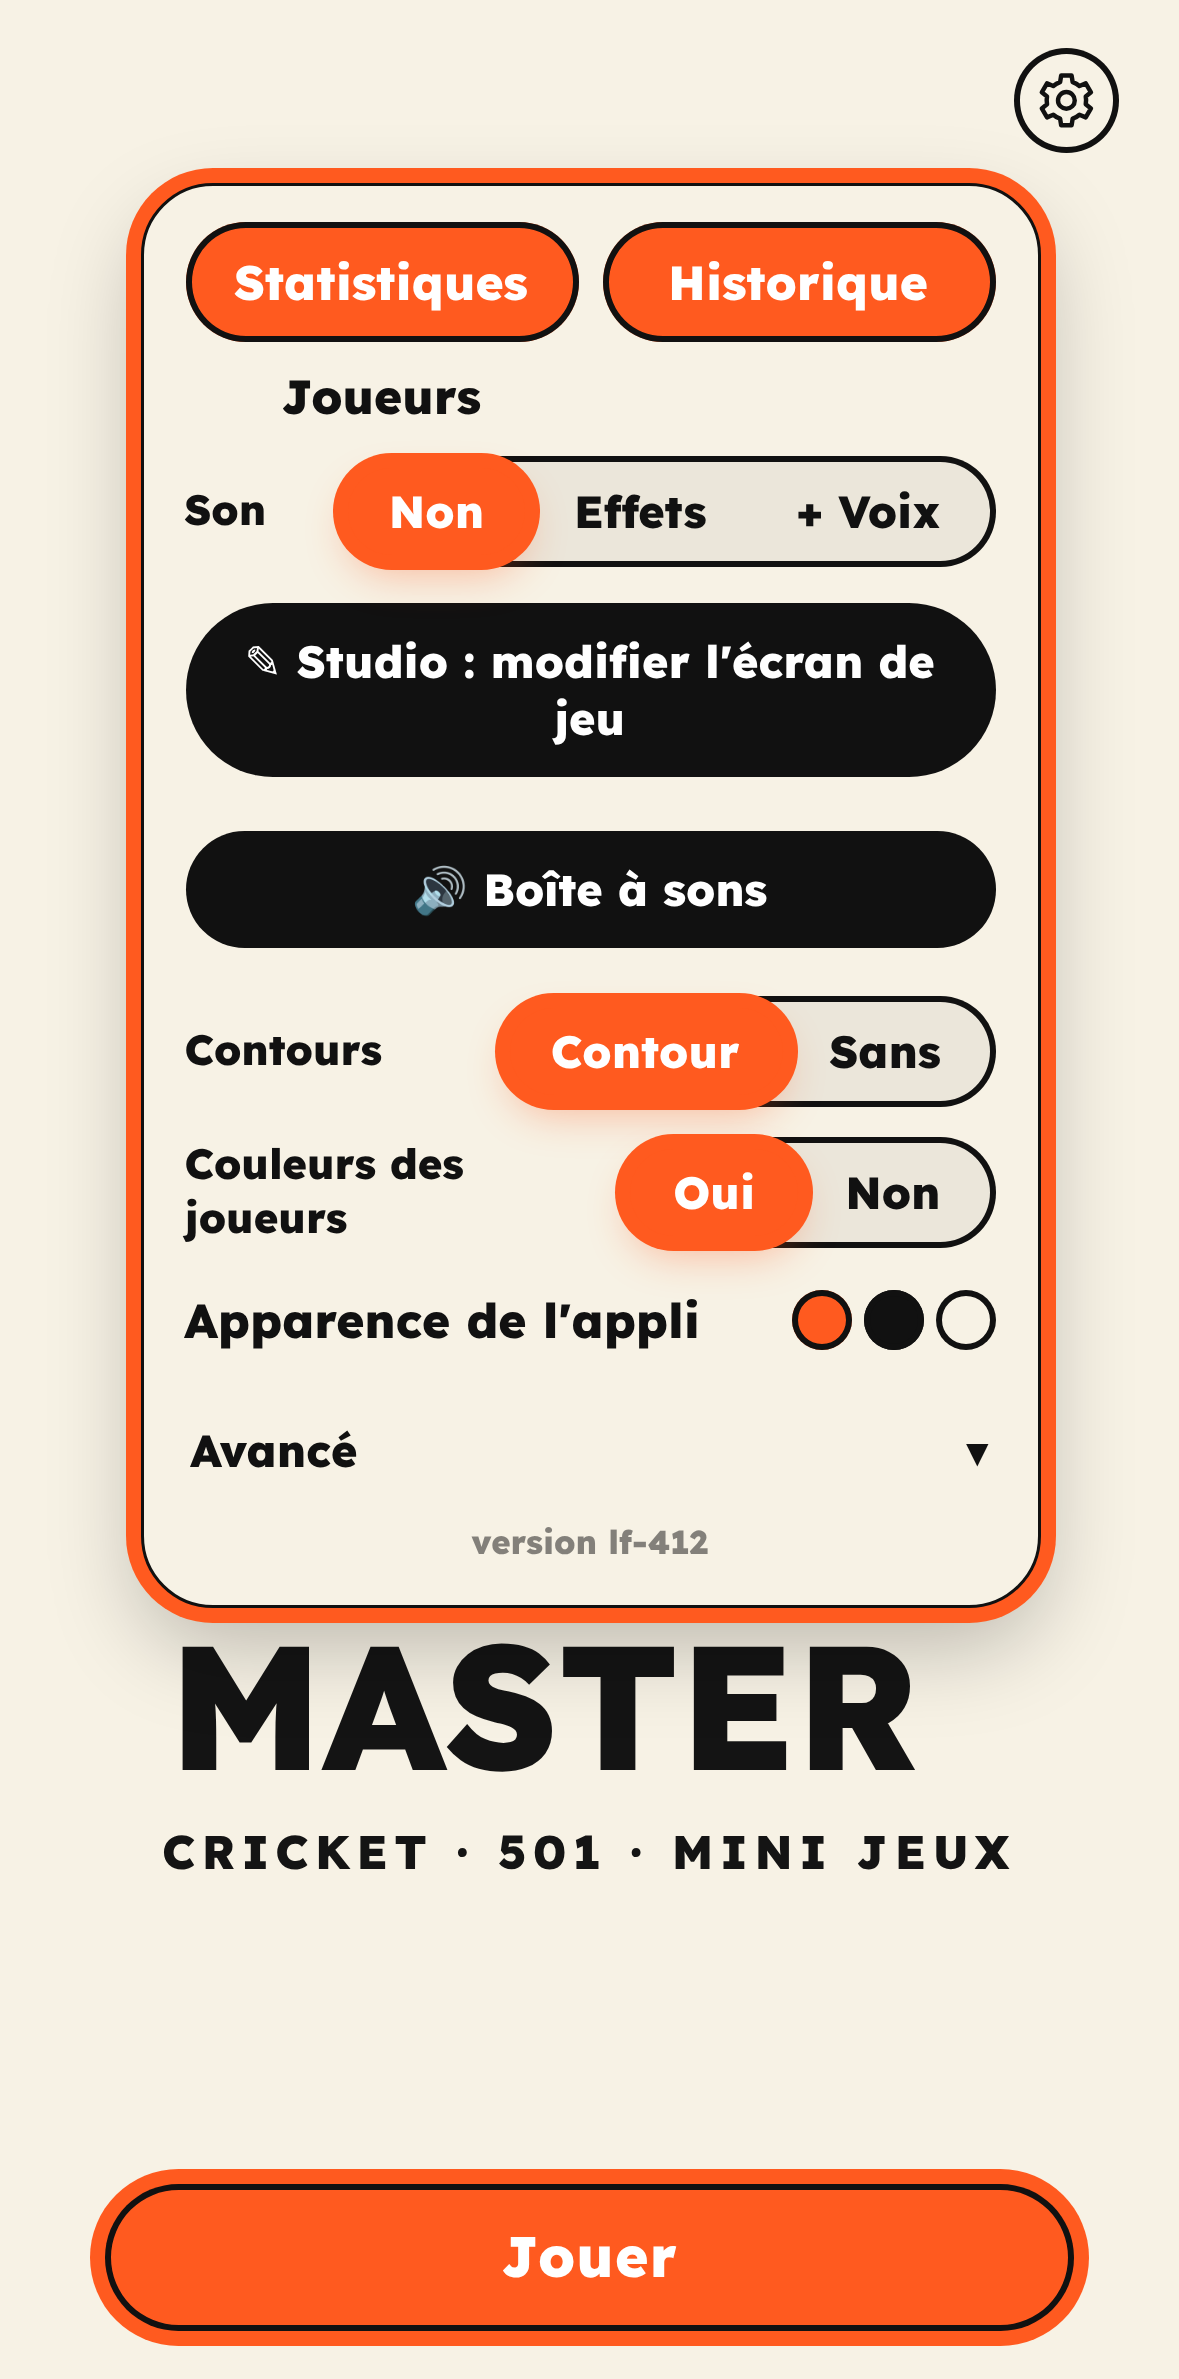 Statistiques
Historique
Joueurs
Son
Non
Effets
+ Voix
✎ Studio : modifier l'écran de
jeu
🔊 Boîte à sons
Contours
Contour
Sans
Couleurs des
joueurs
Oui
Non
Apparence de l'appli
Avancé
▼
version lf-412
MASTER
CRICKET · 501 · MINI JEUX
Jouer